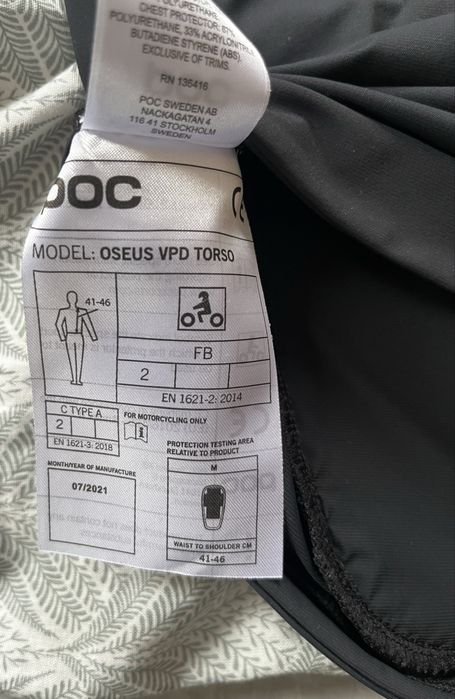 POLYURETHANE.
CHEST PROTECTOR: 67%
POLYURETHANE, 33% ACRYLONITRILE
BUTADIENE STYRENE (ABS).
EXCLUSIVE OF TRIMS.
RN 135416
POC SWEDEN AB
NACKAGATAN 4
116 41 STOCKHOLM
SWEDEN
POC
CE
MODEL: OSEUS VPD TORSO
41-46
FB
2
EN 1621-2: 2014
C TYPE A
2
EN 1621-3: 2018
FOR MOTORCYCLING ONLY
i
PROTECTION TESTING AREA
RELATIVE TO PRODUCT
M
WAIST TO SHOULDER CM
41-46
MONTH/YEAR OF MANUFACTURE
07/2021